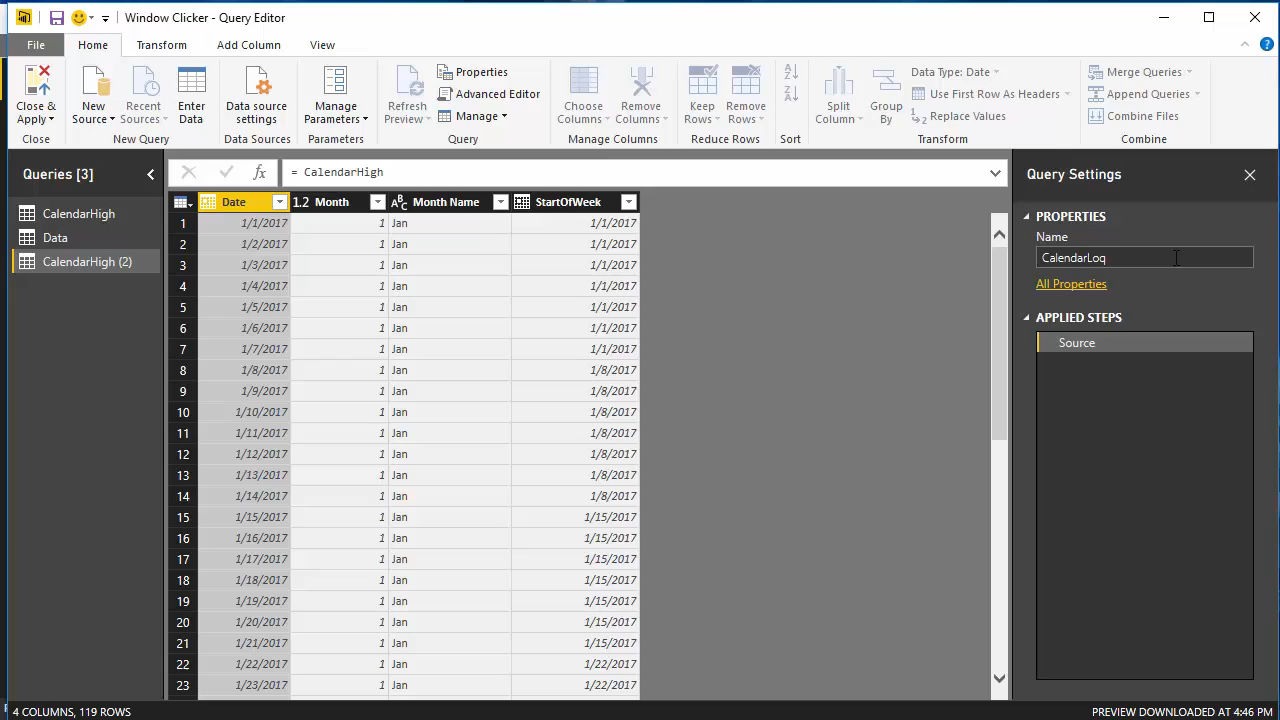 Window Clicker - Query Editor
File Home Transform Add Column View
Close & Apply
New Source
Recent Sources
Enter Data
Data source settings
Manage Parameters
Refresh Preview
Properties
Advanced Editor
Manage
Choose Columns
Remove Columns
Keep Rows
Remove Rows
Split Column
Group By
Data Type: Date
Use First Row As Headers
Replace Values
Merge Queries
Append Queries
Combine Files
Close New Query Data Sources Parameters Query Manage Columns Reduce Rows Sort Transform Combine
Queries [3]
CalendarHigh
Data
CalendarHigh (2)
= CalendarHigh
Date 1.2 Month ABC Month Name StartOfWeek
1 1/1/2017 1 Jan 1/1/2017
2 1/2/2017 1 Jan 1/1/2017
3 1/3/2017 1 Jan 1/1/2017
4 1/4/2017 1 Jan 1/1/2017
5 1/5/2017 1 Jan 1/1/2017
6 1/6/2017 1 Jan 1/1/2017
7 1/7/2017 1 Jan 1/1/2017
8 1/8/2017 1 Jan 1/8/2017
9 1/9/2017 1 Jan 1/8/2017
10 1/10/2017 1 Jan 1/8/2017
11 1/11/2017 1 Jan 1/8/2017
12 1/12/2017 1 Jan 1/8/2017
13 1/13/2017 1 Jan 1/8/2017
14 1/14/2017 1 Jan 1/8/2017
15 1/15/2017 1 Jan 1/15/2017
16 1/16/2017 1 Jan 1/15/2017
17 1/17/2017 1 Jan 1/15/2017
18 1/18/2017 1 Jan 1/15/2017
19 1/19/2017 1 Jan 1/15/2017
20 1/20/2017 1 Jan 1/15/2017
21 1/21/2017 1 Jan 1/15/2017
22 1/22/2017 1 Jan 1/22/2017
23 1/23/2017 1 Jan 1/22/2017
Query Settings
PROPERTIES
Name
CalendarLoq
All Properties
APPLIED STEPS
Source
4 COLUMNS, 119 ROWS
PREVIEW DOWNLOADED AT 4:46 PM